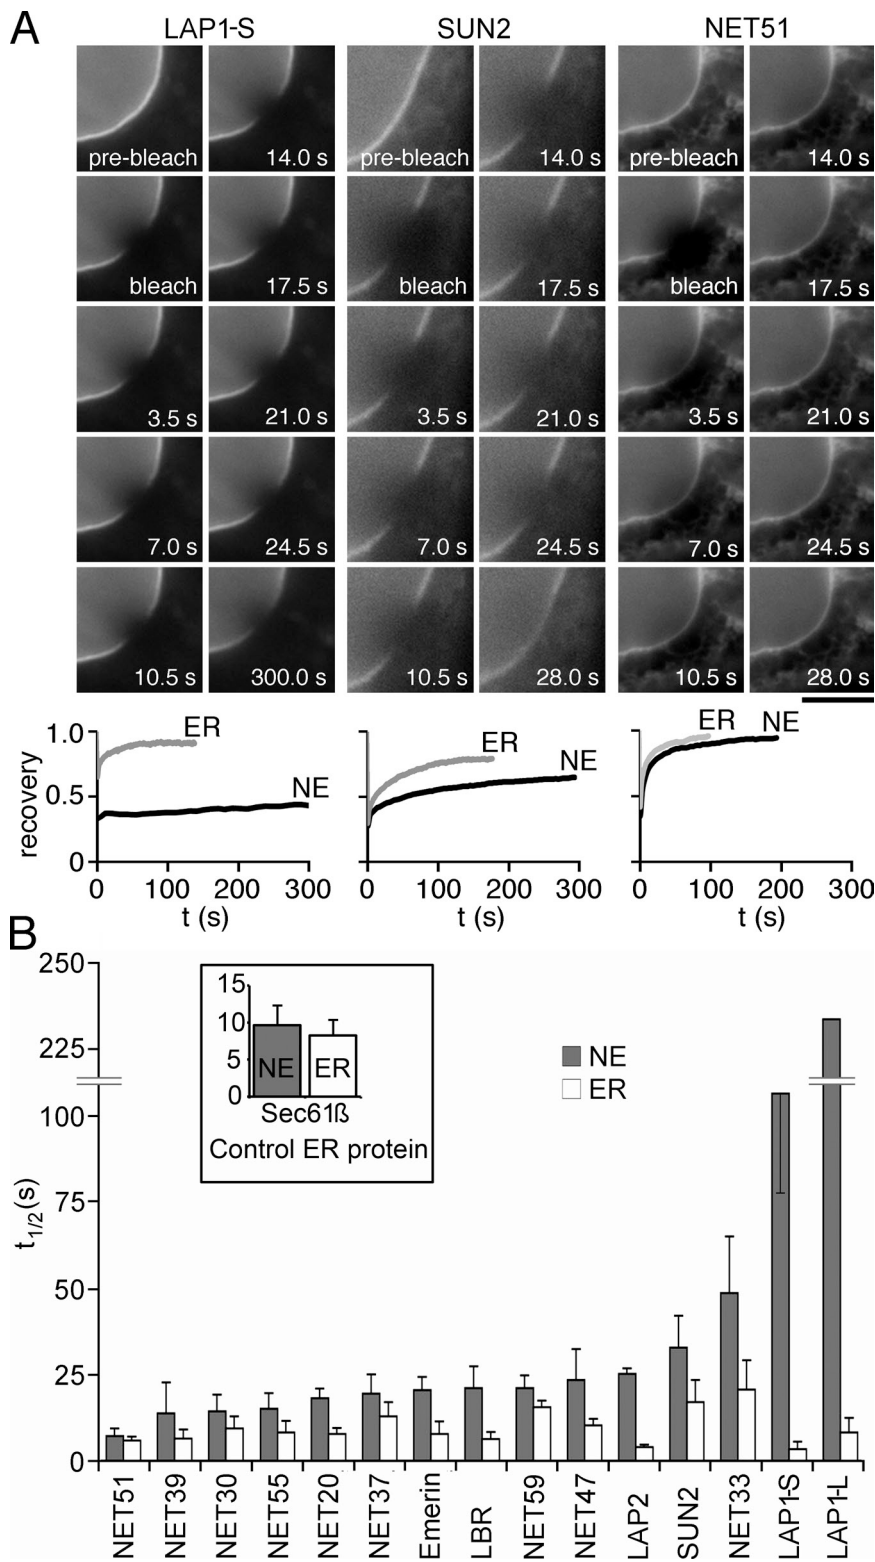 A
LAP1-S SUN2 NET51
pre-bleach 14.0 s pre-bleach 14.0 s pre-bleach 14.0 s
bleach 17.5 s bleach 17.5 s bleach 17.5 s
3.5 s 21.0 s 3.5 s 21.0 s 3.5 s 21.0 s
7.0 s 24.5 s 7.0 s 24.5 s 7.0 s 24.5 s
10.5 s 300.0 s 10.5 s 28.0 s 10.5 s 28.0 s
recovery
1.0
0.5
0
ER
NE
ER
NE
ER NE
0 100 200 300 0 100 200 300 0 100 200 300
t (s) t (s) t (s)
B
t1/2(s)
250
225
100
75
50
25
0
15
10
5
0
NE ER
Sec61ß
Control ER protein
NE
ER
NET51
NET39
NET30
NET55
NET20
NET37
Emerin
LBR
NET59
NET47
LAP2
SUN2
NET33
LAP1-S
LAP1-L